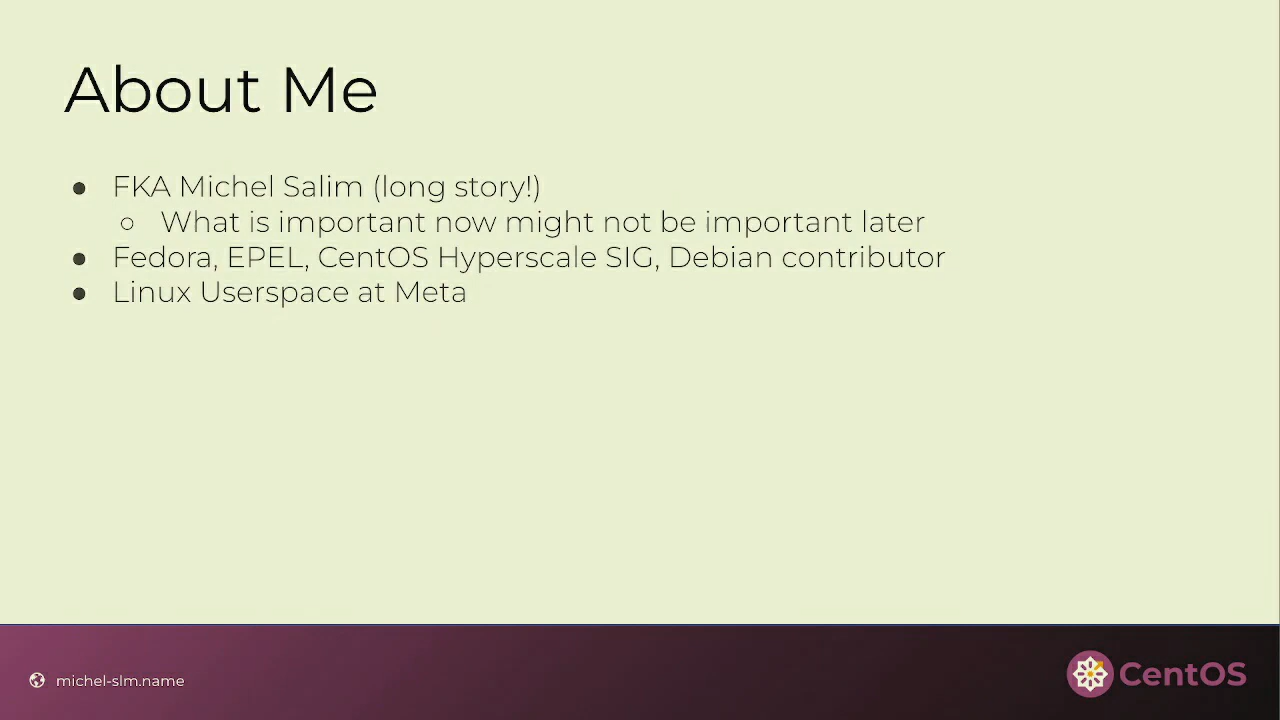 About Me
● FKA Michel Salim (long story!)
○ What is important now might not be important later
● Fedora, EPEL, CentOS Hyperscale SIG, Debian contributor
● Linux Userspace at Meta
michel-slm.name
CentOS